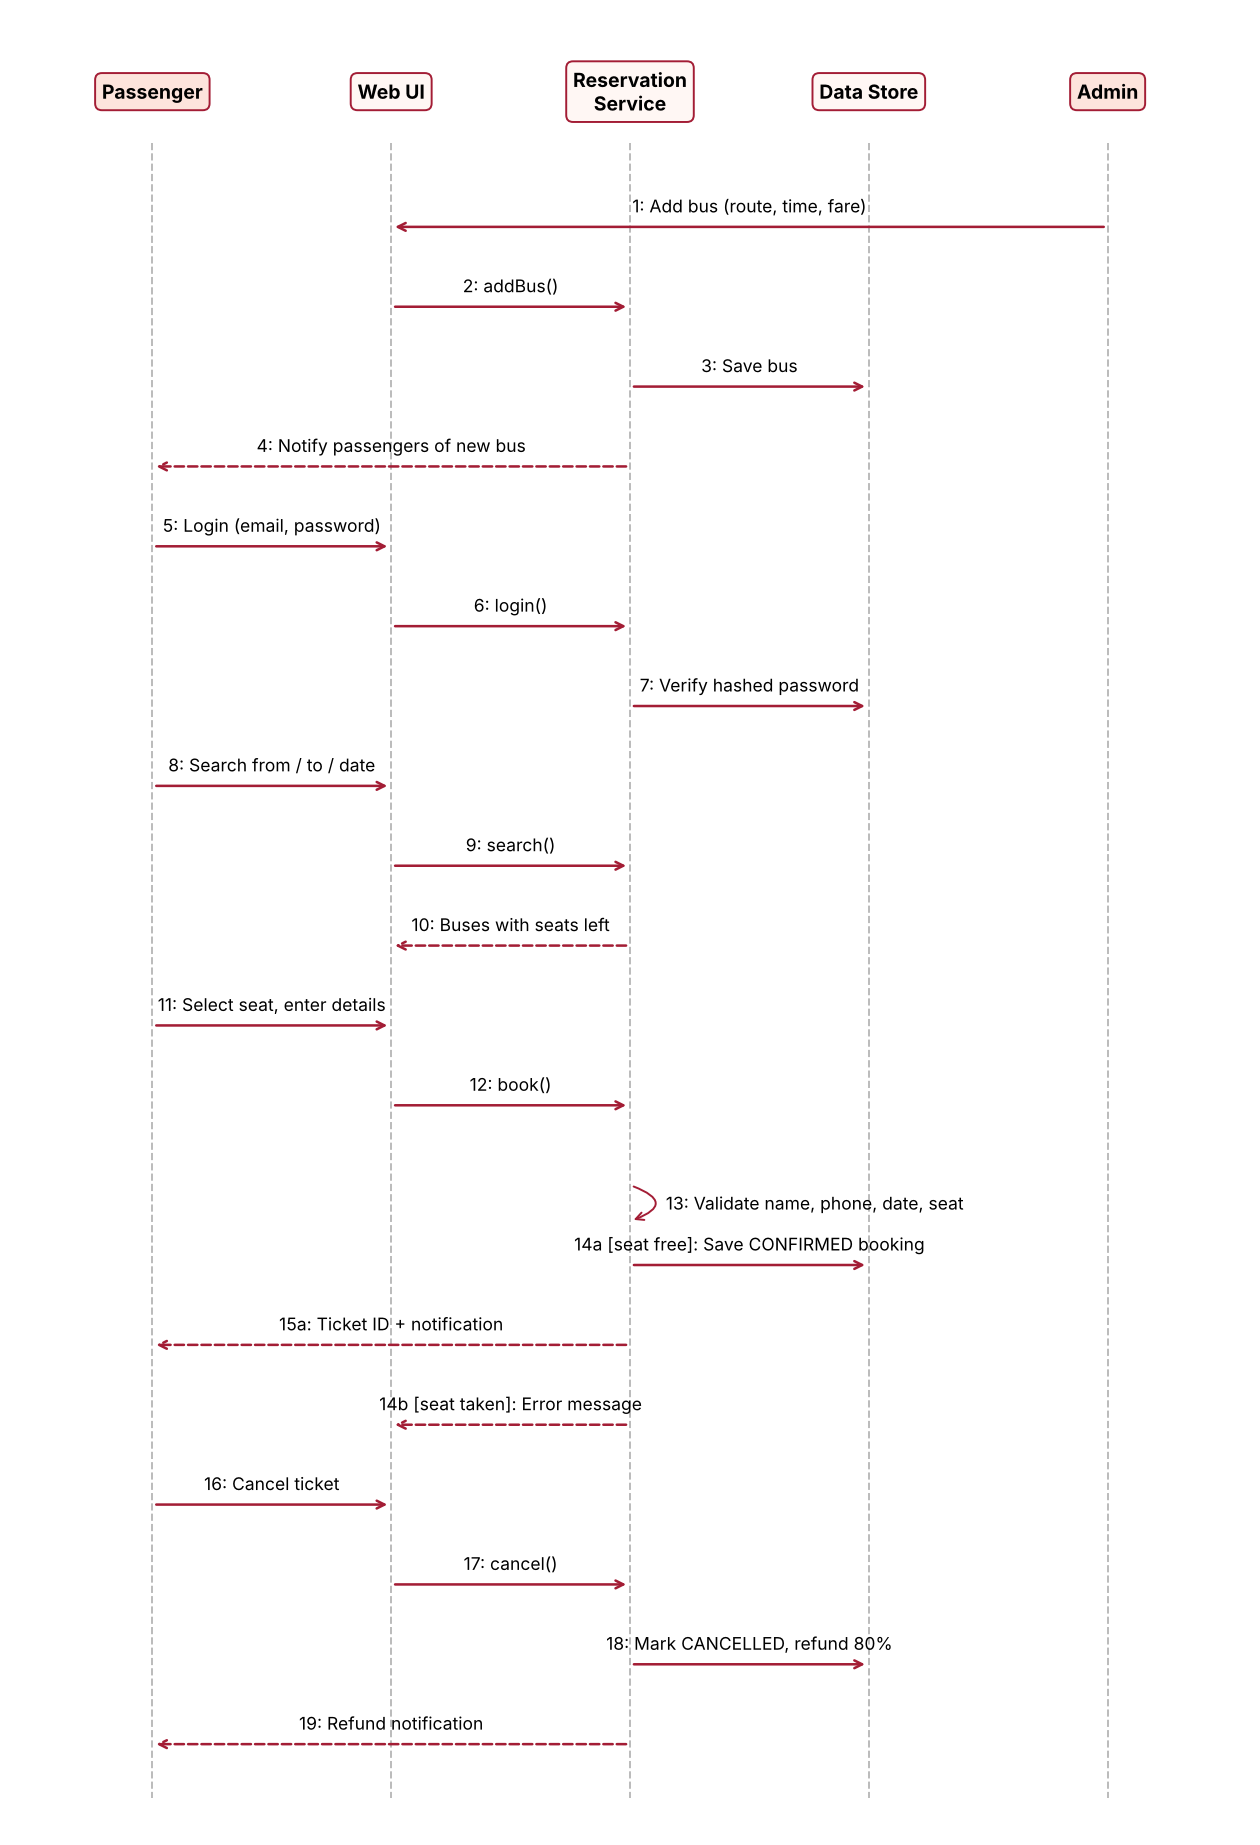 Passenger
Web UI
Reservation
Service
Data Store
Admin
1: Add bus (route, time, fare)
2: addBus()
3: Save bus
4: Notify passengers of new bus
5: Login (email, password)
6: login()
7: Verify hashed password
8: Search from / to / date
9: search()
10: Buses with seats left
11: Select seat, enter details
12: book()
13: Validate name, phone, date, seat
14a [seat free]: Save CONFIRMED booking
15a: Ticket ID + notification
14b [seat taken]: Error message
16: Cancel ticket
17: cancel()
18: Mark CANCELLED, refund 80%
19: Refund notification